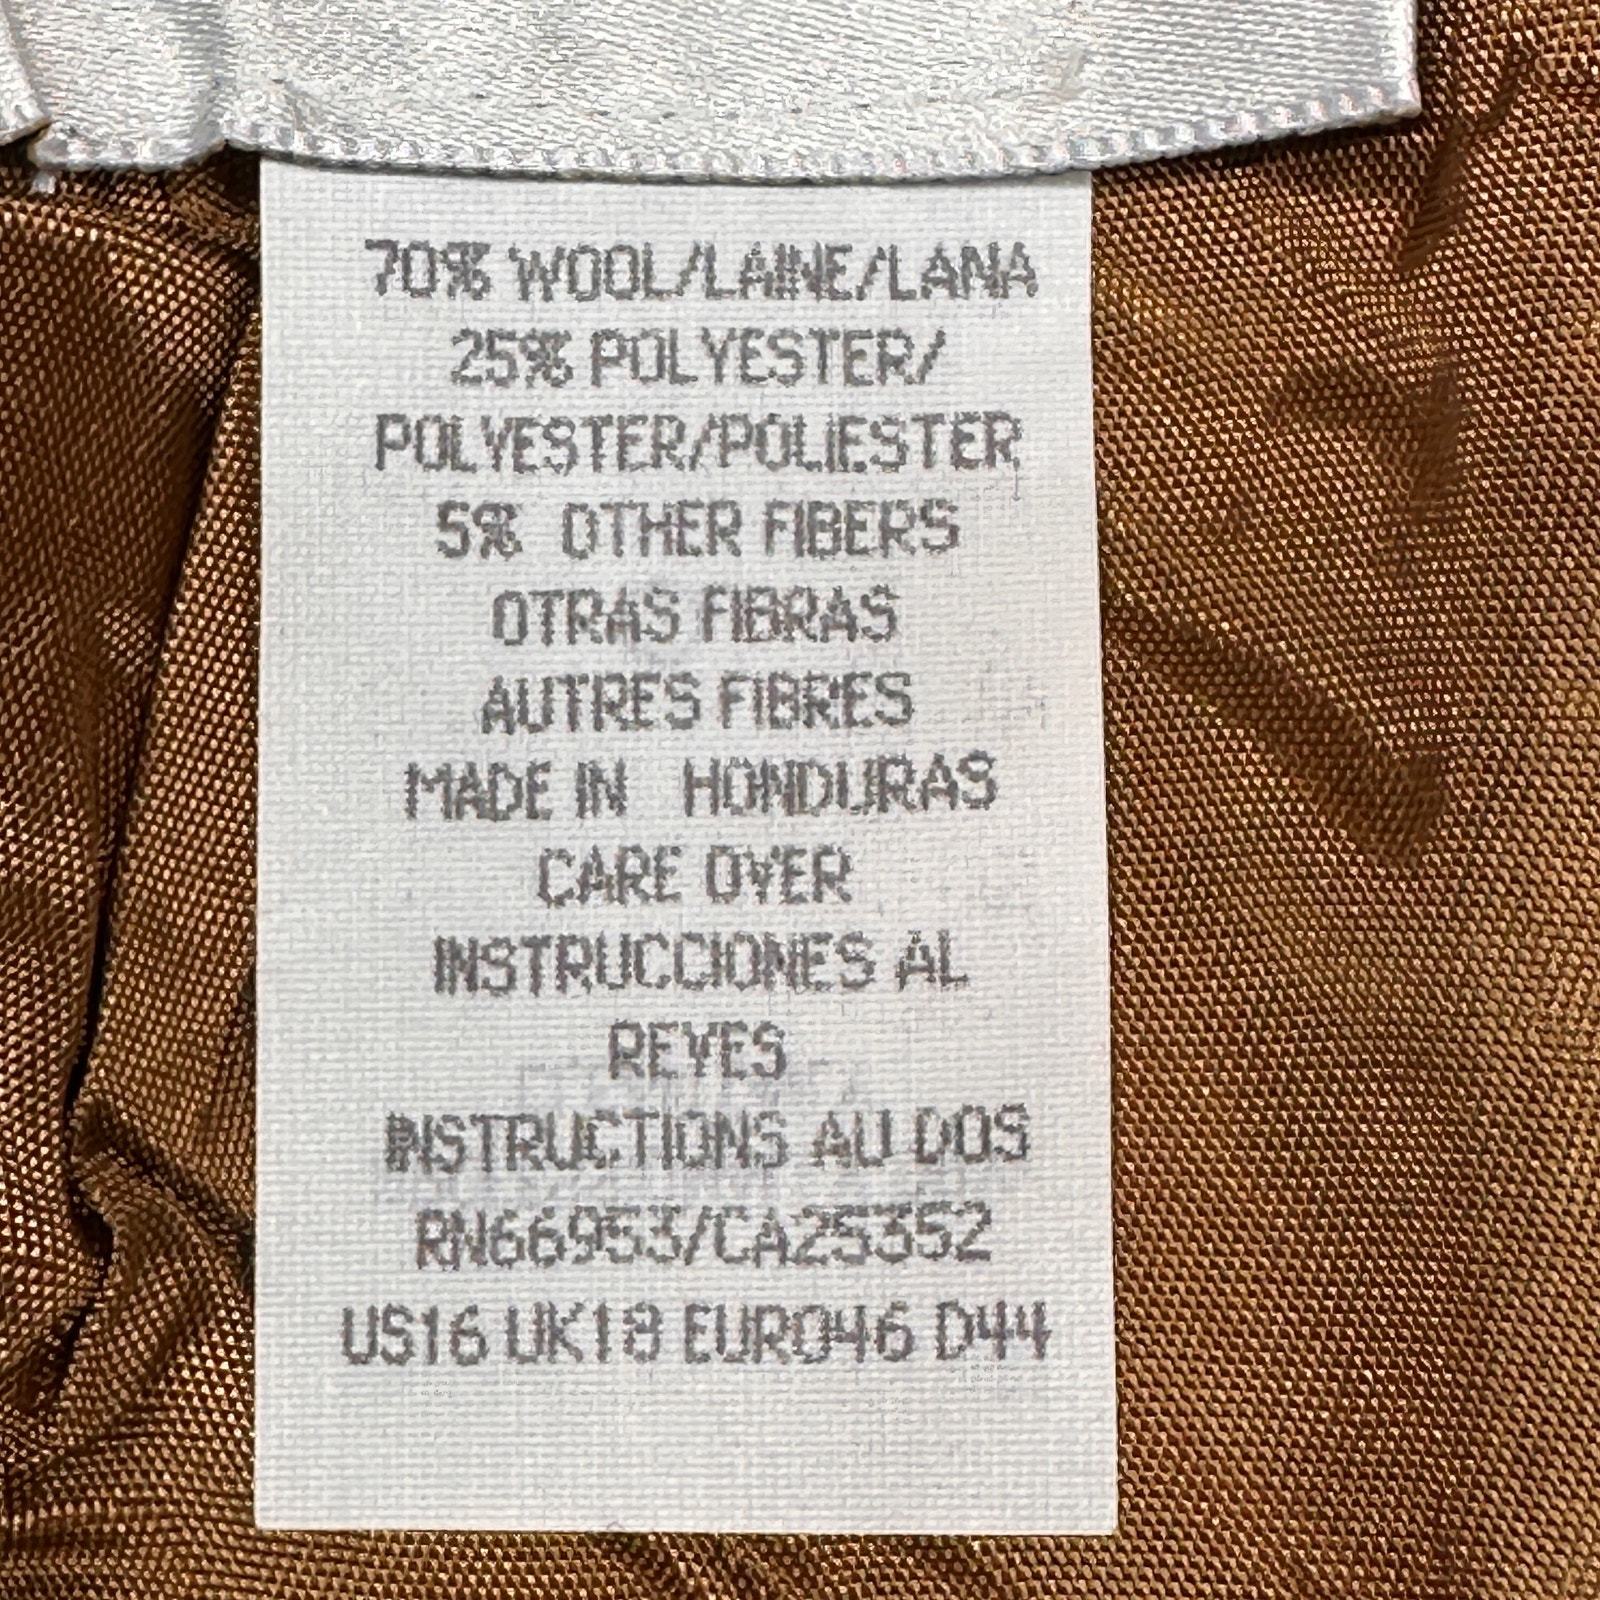 70% WOOL/LAINE/LANA
25% POLYESTER/
POLYESTER/POLIESTER
5% OTHER FIBERS
OTRAS FIBRAS
AUTRES FIBRES
MADE IN HONDURAS
CARE OVER
INSTRUCCIONES AL
REVES
INSTRUCTIONS AU DOS
RN66953/CA25352
US16 UK18 EURO46 D44